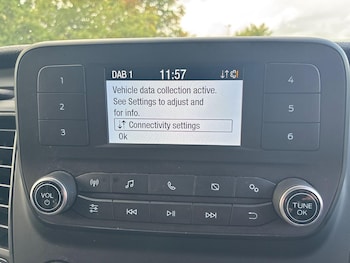 DAB 1 11:57
Vehicle data collection active.
See Settings to adjust and
for info.
Connectivity settings
Ok
1
2
3
4
5
6
VOL
TUNE
OK